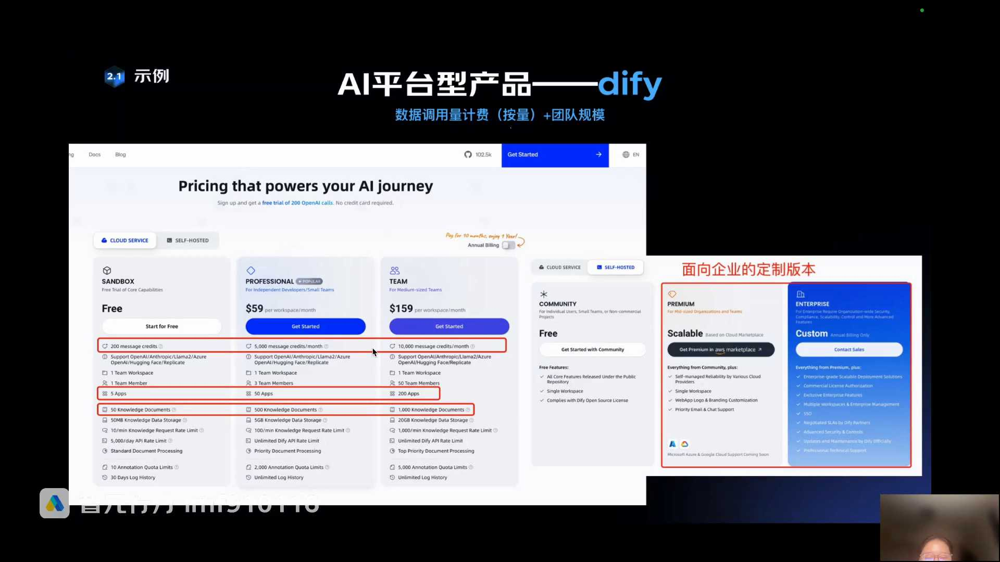 2.1 示例
AI平台型产品——dify
数据调用量计费（按量）+团队规模
ng Docs Blog 102.5k Get Started EN
Pricing that powers your AI journey
Sign up and get a free trial of 200 OpenAI calls. No credit card required.
CLOUD SERVICE SELF-HOSTED
Pay for 10 months, enjoy 1 Year!
Annual Billing
SANDBOX
Free Trial of Core Capabilities
Free
Start for Free
200 message credits
Support OpenAI/Anthropic/Llama2/Azure
OpenAI/Hugging Face/Replicate
1 Team Workspace
1 Team Member
5 Apps
50 Knowledge Documents
50MB Knowledge Data Storage
10/min Knowledge Request Rate Limit
5,000/day API Rate Limit
Standard Document Processing
10 Annotation Quota Limits
30 Days Log History
PROFESSIONAL POPULAR
For Independent Developers/Small Teams
$59 per workspace/month
Get Started
5,000 message credits/month
Support OpenAI/Anthropic/Llama2/Azure
OpenAI/Hugging Face/Replicate
1 Team Workspace
3 Team Members
50 Apps
500 Knowledge Documents
5GB Knowledge Data Storage
100/min Knowledge Request Rate Limit
Unlimited Dify API Rate Limit
Priority Document Processing
2,000 Annotation Quota Limits
Unlimited Log History
TEAM
For Medium-sized Teams
$159 per workspace/month
Get Started
10,000 message credits/month
Support OpenAI/Anthropic/Llama2/Azure
OpenAI/Hugging Face/Replicate
1 Team Workspace
50 Team Members
200 Apps
1,000 Knowledge Documents
20GB Knowledge Data Storage
1,000/min Knowledge Request Rate Limit
Unlimited Dify API Rate Limit
Top Priority Document Processing
5,000 Annotation Quota Limits
Unlimited Log History
CLOUD SERVICE SELF-HOSTED
面向企业的定制版本
COMMUNITY
For Individual Users, Small Teams, or Non-commercial
Projects
Free
Get Started with Community
Free Features:
All Core Features Released Under the Public
Repository
Single Workspace
Complies with Dify Open Source License
PREMIUM
For Mid-sized Organizations and Teams
Scalable Based on Cloud Marketplace
Get Premium in aws marketplace
Everything from Community, plus:
Self-managed Reliability by Various Cloud
Providers
Single Workspace
WebApp Logo & Branding Customization
Priority Email & Chat Support
Microsoft Azure & Google Cloud Support Coming Soon
ENTERPRISE
For Enterprise Require Organization-wide Security,
Compliance, Scalability, Control and More Advanced
Features
Custom Annual Billing Only
Contact Sales
Everything from Premium, plus:
Enterprise-grade Scalable Deployment Solutions
Commercial License Authorization
Exclusive Enterprise Features
Multiple Workspaces & Enterprise Management
SSO
Negotiated SLAs by Dify Partners
Advanced Security & Controls
Updates and Maintenance by Dify Officially
Professional Technical Support